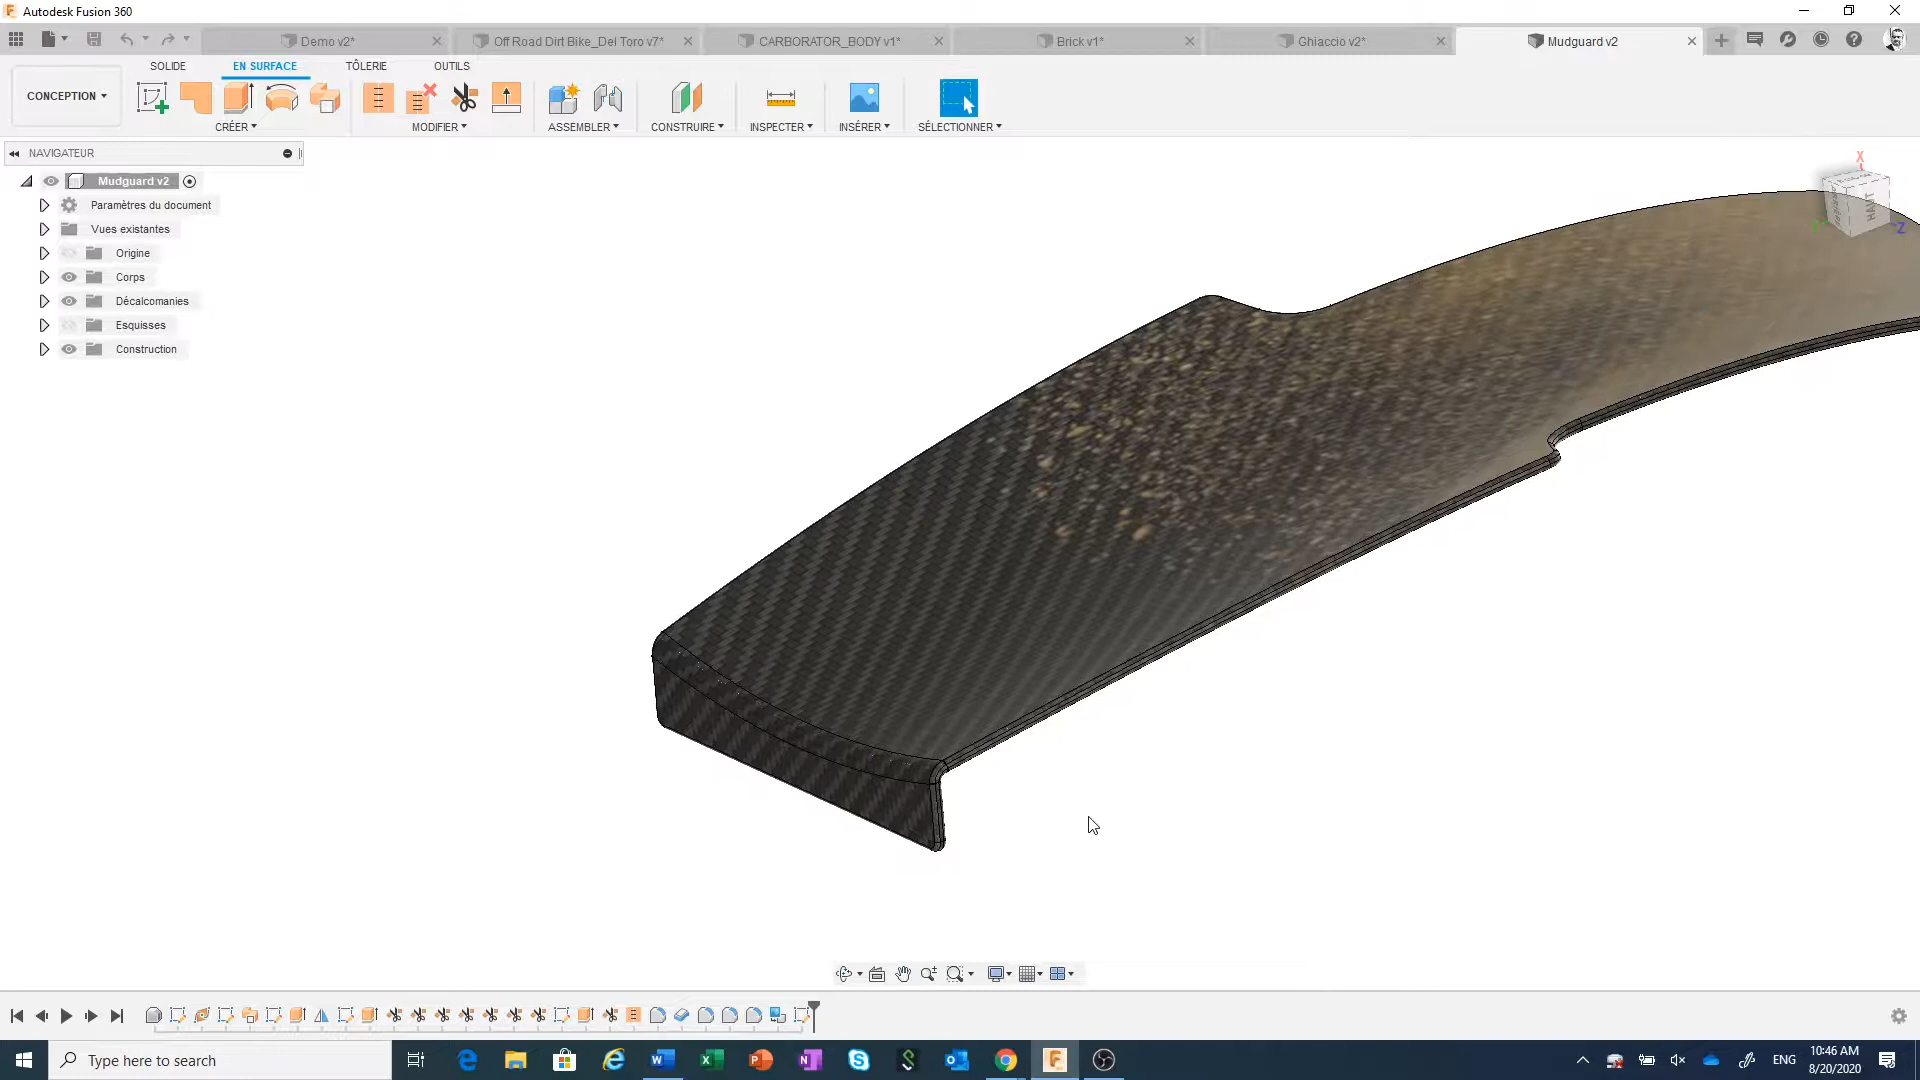 Autodesk Fusion 360
Demo v2*
Off Road Dirt Bike_Del Toro v7*
CARBORATOR_BODY v1*
Brick v1*
Ghiaccio v2*
Mudguard v2
SOLIDE
EN SURFACE
TÔLERIE
OUTILS
CONCEPTION
CRÉER
MODIFIER
ASSEMBLER
CONSTRUIRE
INSPECTER
INSÉRER
SÉLECTIONNER
NAVIGATEUR
Mudguard v2
Paramètres du document
Vues existantes
Origine
Corps
Décalcomanies
Esquisses
Construction
X
HAUT
Z
Type here to search
ENG
10:46 AM
8/20/2020